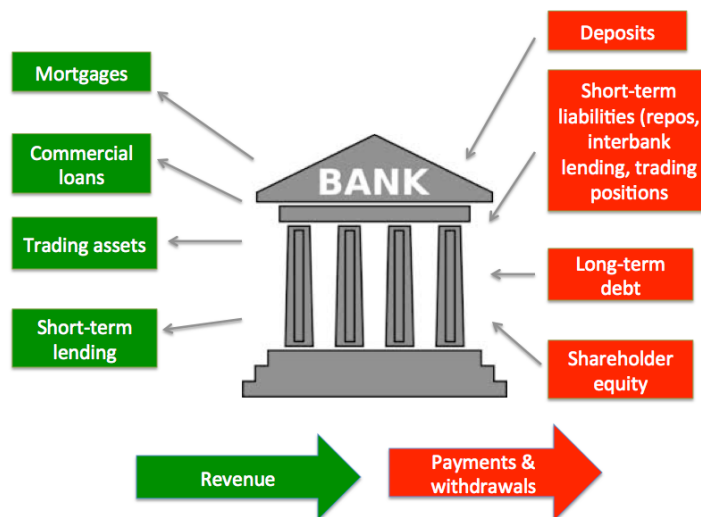 Mortgages
Commercial
loans
Trading assets
Short-term
lending
BANK
Deposits
Short-term
liabilities (repos,
interbank
lending, trading
positions
Long-term
debt
Shareholder
equity
Revenue
Payments &
withdrawals